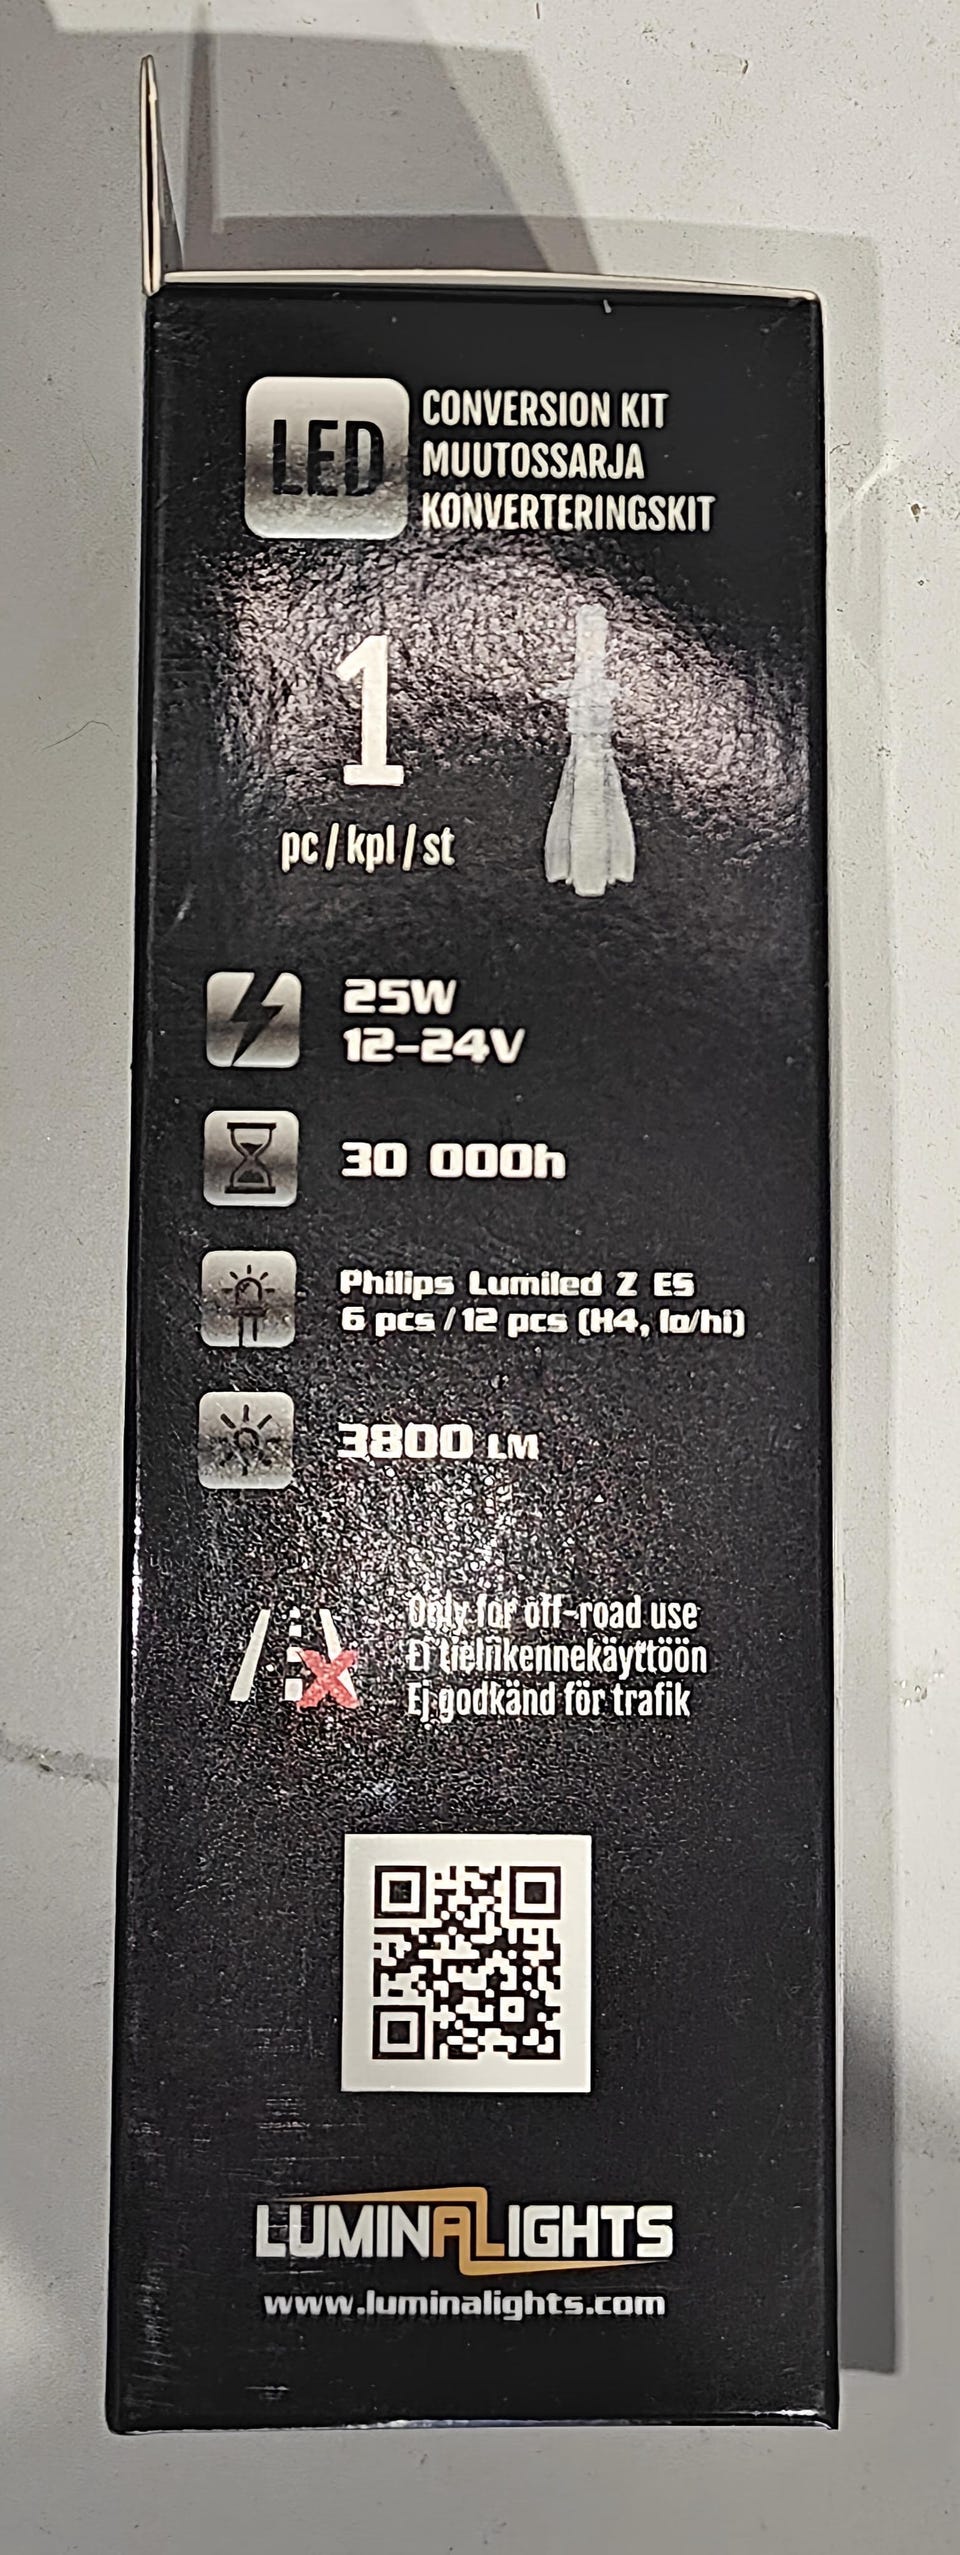 LED
CONVERSION KIT
MUUTOSSARJA
KONVERTERINGSKIT
1
pc / kpl / st
25W
12-24V
30 000h
Philips Lumiled Z ES
6 pcs / 12 pcs (H4, lo/hi)
3800 LM
Only for off-road use
Ei tieliikennekäyttöön
Ej godkänd för trafik
LUMINALIGHTS
www.luminalights.com